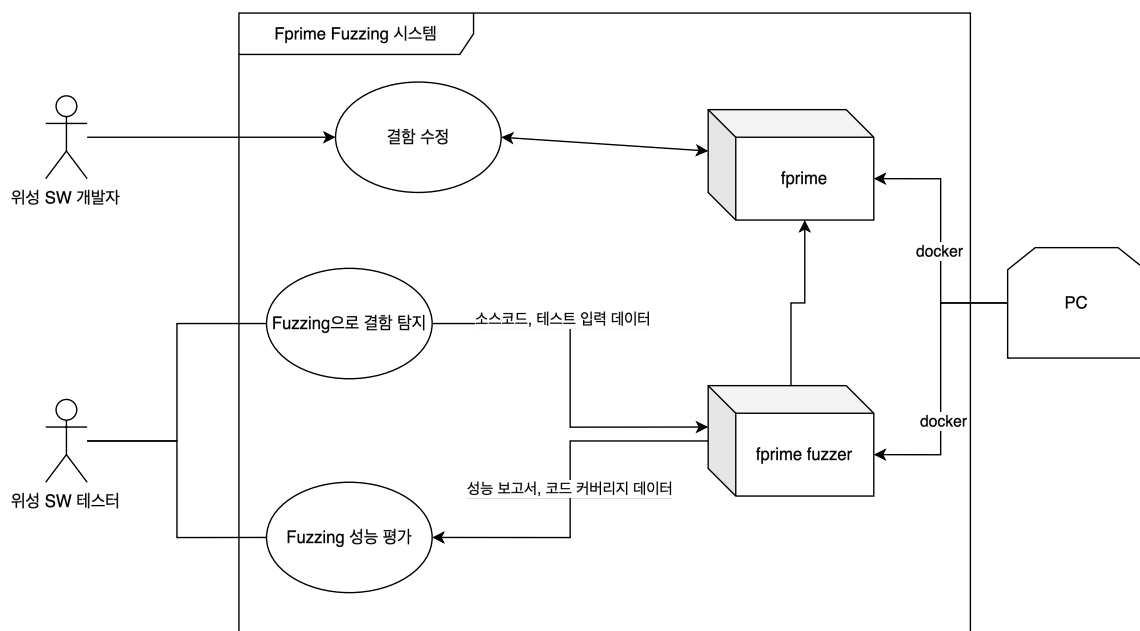 Fprime Fuzzing 시스템
결함 수정
fprime
위성 SW 개발자
docker
Fuzzing으로 결함 탐지
소스코드, 테스트 입력 데이터
PC
docker
fprime fuzzer
성능 보고서, 코드 커버리지 데이터
위성 SW 테스터
Fuzzing 성능 평가